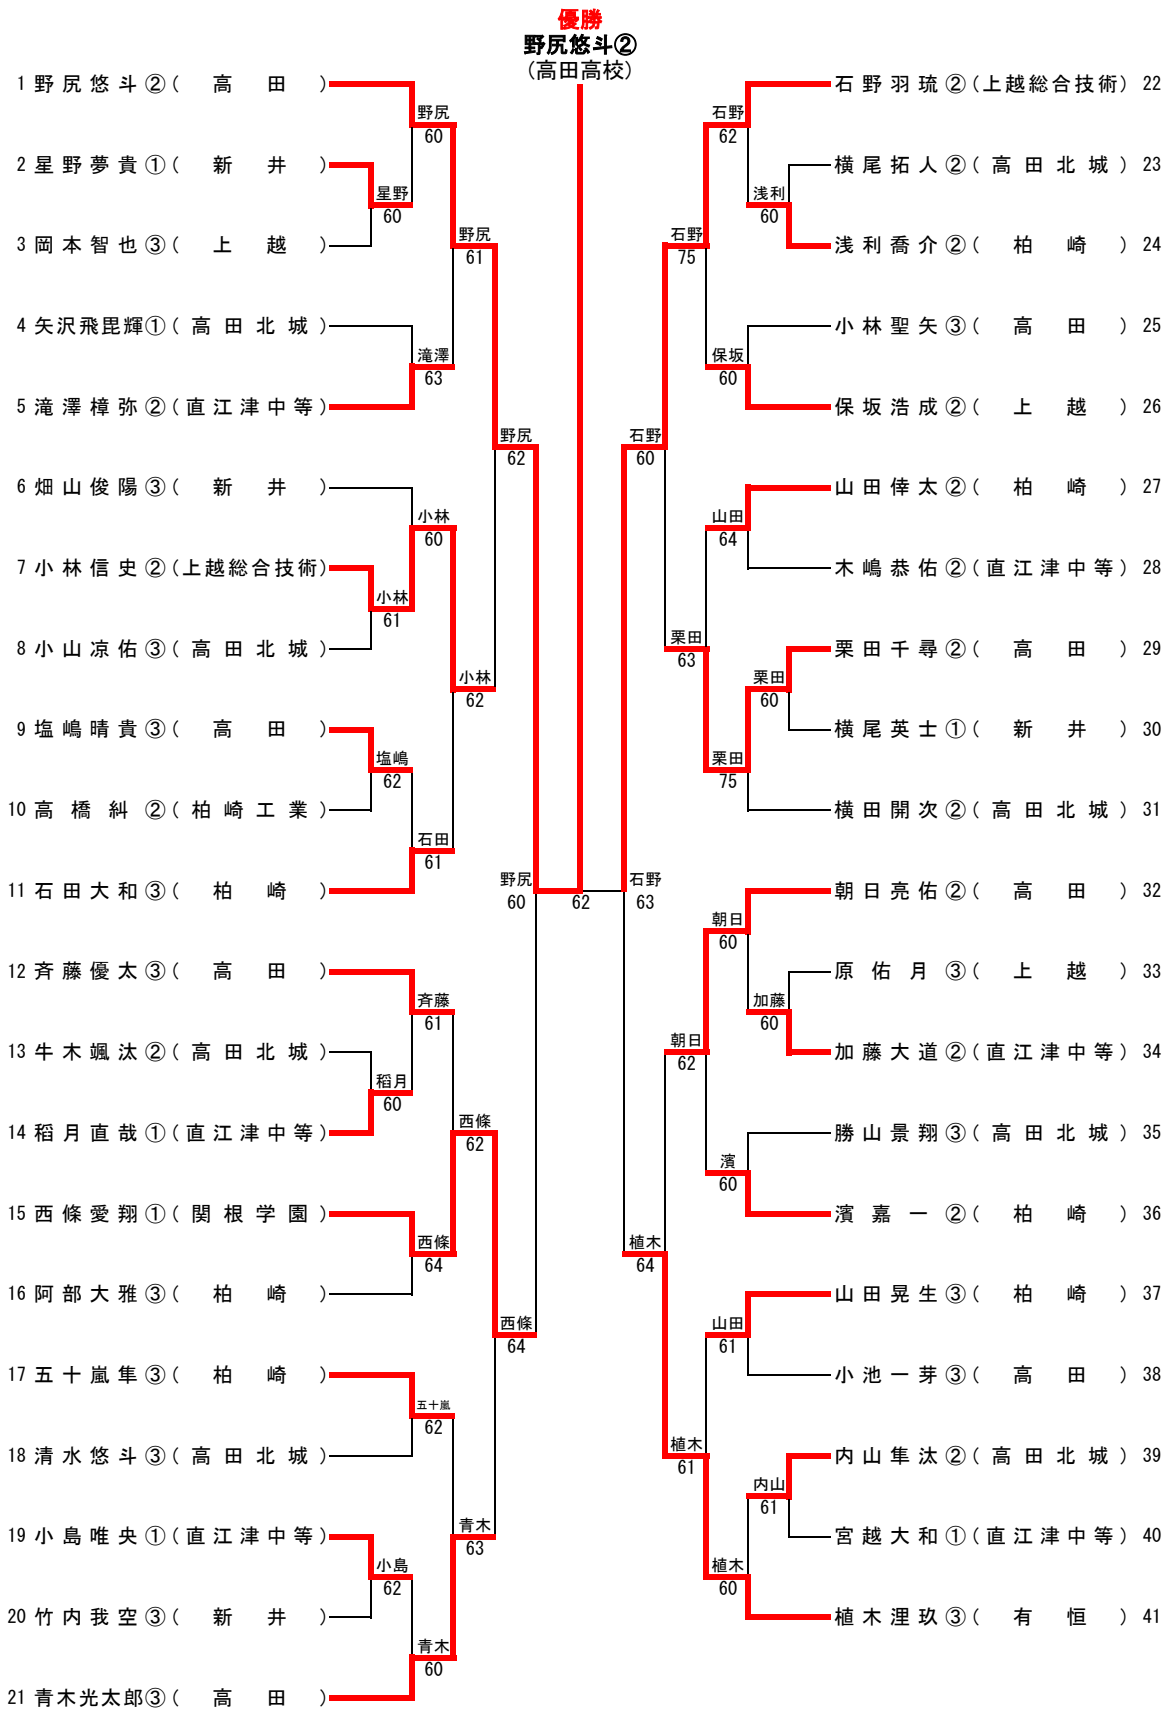 優勝
野尻悠斗②
(高田高校)
1 野尻悠斗②( 高田 )
2 星野夢貴①( 新井 )
3 岡本智也③( 上越 )
4 矢沢飛毘輝①( 高田北城 )
5 滝澤樟弥②(直江津中等)
6 畑山俊陽③( 新井 )
7 小林信史②(上越総合技術)
8 小山凉佑③( 高田北城 )
9 塩嶋晴貴③( 高田 )
10 高橋糾②( 柏崎工業 )
11 石田大和③( 柏崎 )
12 斉藤優太③( 高田 )
13 牛木颯汰②( 高田北城 )
14 稻月直哉①(直江津中等)
15 西條愛翔①( 関根学園 )
16 阿部大雅③( 柏崎 )
17 五十嵐隼③( 柏崎 )
18 清水悠斗③( 高田北城 )
19 小島唯央①(直江津中等)
20 竹内我空③( 新井 )
21 青木光太郎③( 高田 )
星野
60
小林
61
塩嶋
62
稻月
60
小島
62
野尻
60
滝澤
63
小林
60
石田
61
斉藤
61
西條
64
五十嵐
62
青木
60
野尻
61
小林
62
西條
62
青木
63
野尻
62
西條
64
野尻
60
62
石野
63
石野
60
植木
64
石野
75
栗田
63
朝日
62
植木
61
石野
62
保坂
60
山田
64
栗田
75
朝日
60
濱
60
山田
61
植木
60
浅利
60
栗田
60
加藤
60
内山
61
石野羽琉②(上越総合技術) 22
横尾拓人②( 高田北城 ) 23
浅利喬介②( 柏崎 ) 24
小林聖矢③( 高田 ) 25
保坂浩成②( 上越 ) 26
山田倖太②( 柏崎 ) 27
木嶋恭佑②(直江津中等) 28
栗田千尋②( 高田 ) 29
横尾英士①( 新井 ) 30
横田開次②( 高田北城 ) 31
朝日亮佑②( 高田 ) 32
原佑月③( 上越 ) 33
加藤大道②(直江津中等) 34
勝山景翔③( 高田北城 ) 35
濱嘉一②( 柏崎 ) 36
山田晃生③( 柏崎 ) 37
小池一芽③( 高田 ) 38
内山隼汰②( 高田北城 ) 39
宮越大和①(直江津中等) 40
植木浬玖③( 有恒 ) 41